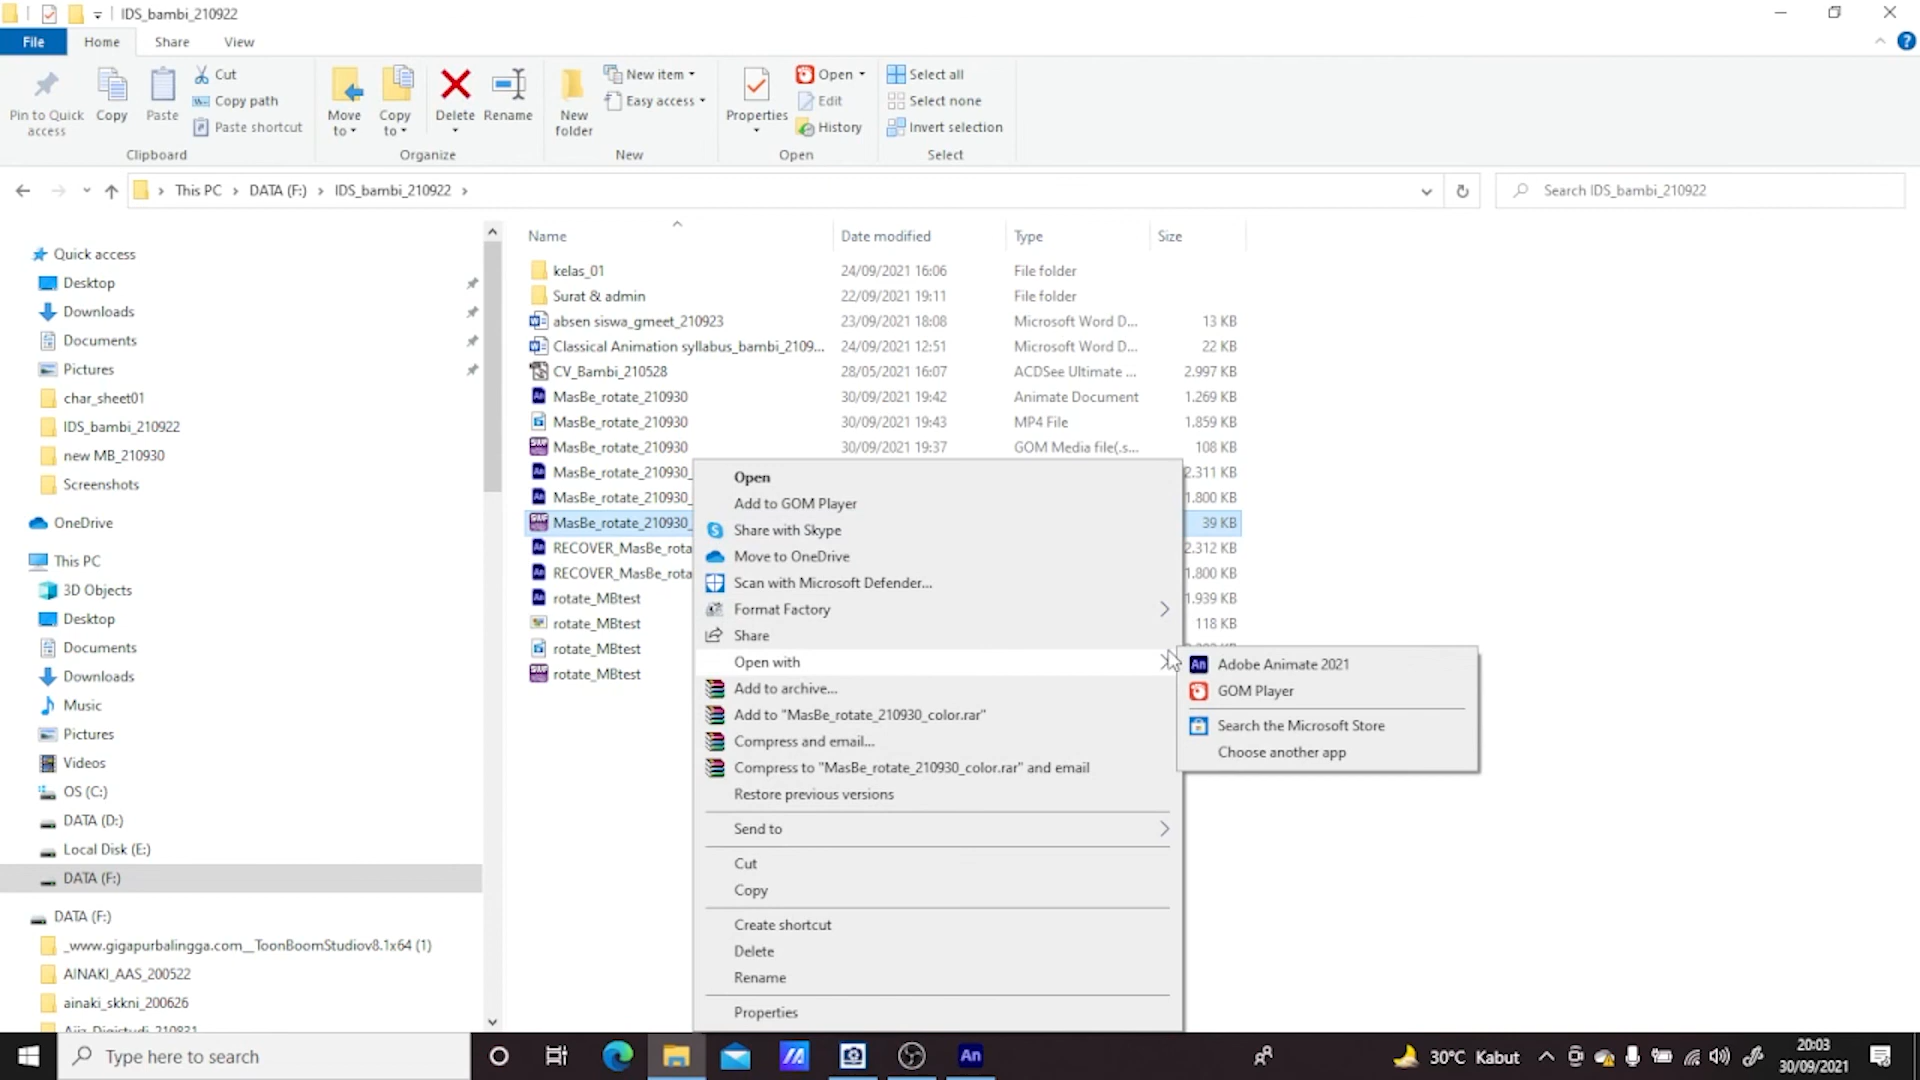 IDS_bambi_210922
File Home Share View
Pin to Quick access
Copy
Paste
Cut
Copy path
Paste shortcut
Clipboard
Move to
Copy to
Delete
Rename
Organize
New folder
New item
Easy access
New
Properties
Open
Edit
History
Open
Select all
Select none
Invert selection
Select
This PC DATA (F:) IDS_bambi_210922
Search IDS_bambi_210922
Name Date modified Type Size
kelas_01 24/09/2021 16:06 File folder
Surat & admin 22/09/2021 19:11 File folder
absen siswa_gmeet_210923 23/09/2021 18:08 Microsoft Word D... 13 KB
Classical Animation syllabus_bambi_2109... 24/09/2021 12:51 Microsoft Word D... 22 KB
CV_Bambi_210528 28/05/2021 16:07 ACDSee Ultimate ... 2.997 KB
MasBe_rotate_210930 30/09/2021 19:42 Animate Document 1.269 KB
MasBe_rotate_210930 30/09/2021 19:43 MP4 File 1.859 KB
MasBe_rotate_210930 30/09/2021 19:37 GOM Media file(.s... 108 KB
MasBe_rotate_210930_ 2.311 KB
MasBe_rotate_210930_ 1.800 KB
MasBe_rotate_210930_ 39 KB
RECOVER_MasBe_rota 2.312 KB
RECOVER_MasBe_rota 1.800 KB
rotate_MBtest 1.939 KB
rotate_MBtest 118 KB
rotate_MBtest
rotate_MBtest
Quick access
Desktop
Downloads
Documents
Pictures
char_sheet01
IDS_bambi_210922
new MB_210930
Screenshots
OneDrive
This PC
3D Objects
Desktop
Documents
Downloads
Music
Pictures
Videos
OS (C:)
DATA (D:)
Local Disk (E:)
DATA (F:)
DATA (F:)
_www.gigapurbalingga.com__ToonBoomStudiov8.1x64 (1)
AINAKI_AAS_200522
ainaki_skkni_200626
Ajiz_Digistudi_210831
Open
Add to GOM Player
Share with Skype
Move to OneDrive
Scan with Microsoft Defender...
Format Factory
Share
Open with
Add to archive...
Add to "MasBe_rotate_210930_color.rar"
Compress and email...
Compress to "MasBe_rotate_210930_color.rar" and email
Restore previous versions
Send to
Cut
Copy
Create shortcut
Delete
Rename
Properties
Adobe Animate 2021
GOM Player
Search the Microsoft Store
Choose another app
Type here to search
An
30°C Kabut
20:03
30/09/2021